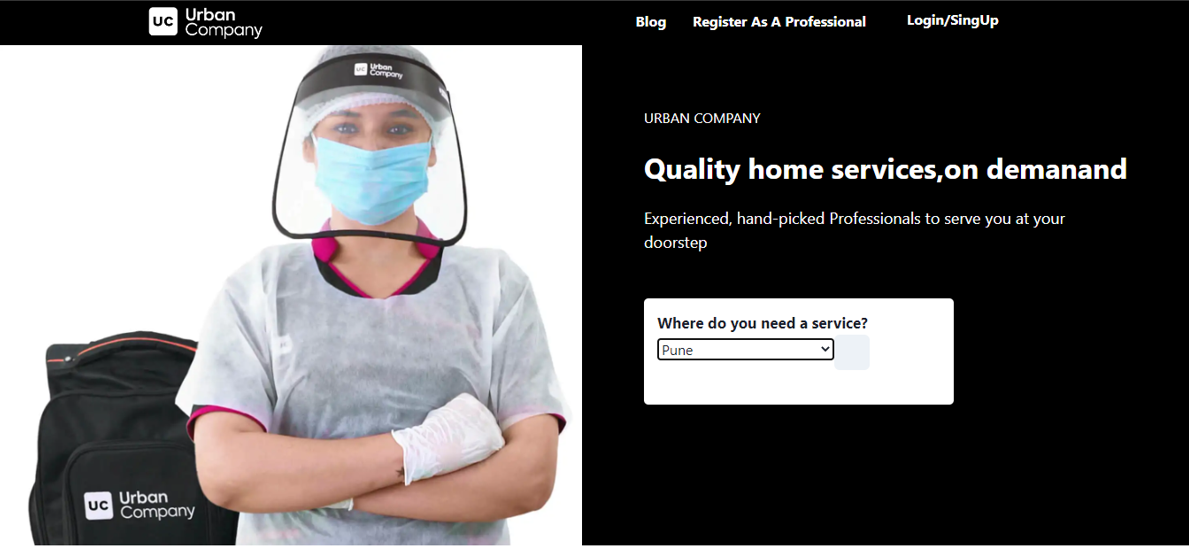 UC Urban
Company
Blog
Register As A Professional
Login/SingUp
UC Urban
Company
URBAN COMPANY
Quality home services,on demanand
Experienced, hand-picked Professionals to serve you at your
doorstep
Where do you need a service?
Pune
UC Urban
Company